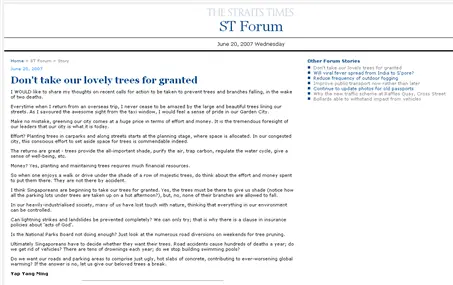 THE STRAITS TIMES
ST Forum
June 20, 2007 Wednesday
Home > ST Forum > Story
June 20, 2007
Don't take our lovely trees for granted
I WOULD like to share my thoughts on recent calls for action to be taken to prevent trees and branches falling, in the wake
of two deaths.
Everytime when I return from an overseas trip, I never cease to be amazed by the large and beautiful trees lining our
streets. As I savoured the awesome sight from the taxi window, I would feel a sense of pride in our Garden City.
Make no mistake, greening our city comes at a huge price in terms of effort and money. It is the tremendous foresight of
our leaders that our city is what it is today.
Effort? Planting trees in carparks and along streets starts at the planning stage, where space is allocated. In our congested
city, this conscious effort to set aside space for trees is commendable indeed.
The returns are great - trees provide the all-important shade, purify the air, trap carbon, regulate the water cycle, give a
sense of well-being, etc.
Money? Yes, planting and maintaining trees requires much financial resources.
So when one enjoys a walk or drive under the shade of a row of majestic trees, do think about the effort and money spent
to put them there. They are not there by accident.
I think Singaporeans are beginning to take our trees for granted. Yes, the trees must be there to give us shade (notice how
all the parking lots under trees are taken up on a hot afternoon?), but, no, none of their branches are allowed to fall.
In our heavily-industrialised society, many of us have lost touch with nature, thinking that everything in our environment
can be controlled.
Can lightning strikes and landslides be prevented completely? We can only try; that is why there is a clause in insurance
policies about 'acts of God'.
Is the National Parks Board not doing enough? Just look at the numerous road diversions on weekends for tree pruning.
Ultimately Singaporeans have to decide whether they want their trees. Road accidents cause hundreds of deaths a year; do
we get rid of vehicles? There are tens of drownings each year; do we stop building swimming pools?
Do we want our roads and parking areas to comprise just ugly, hot slabs of concrete, contributing to ever-worsening global
warming? If the answer is no, let us give our beloved trees a break.
Yap Yang Ming
Other Forum Stories
Don't take our lovely trees for granted
Will viral fever spread from India to S'pore?
Reduce frequency of outdoor fogging
Improve public transport now rather than later
Continue to update photos for old passports
Why the new traffic scheme at Raffles Quay, Cross Street
Bollards able to withstand impact from vehicles